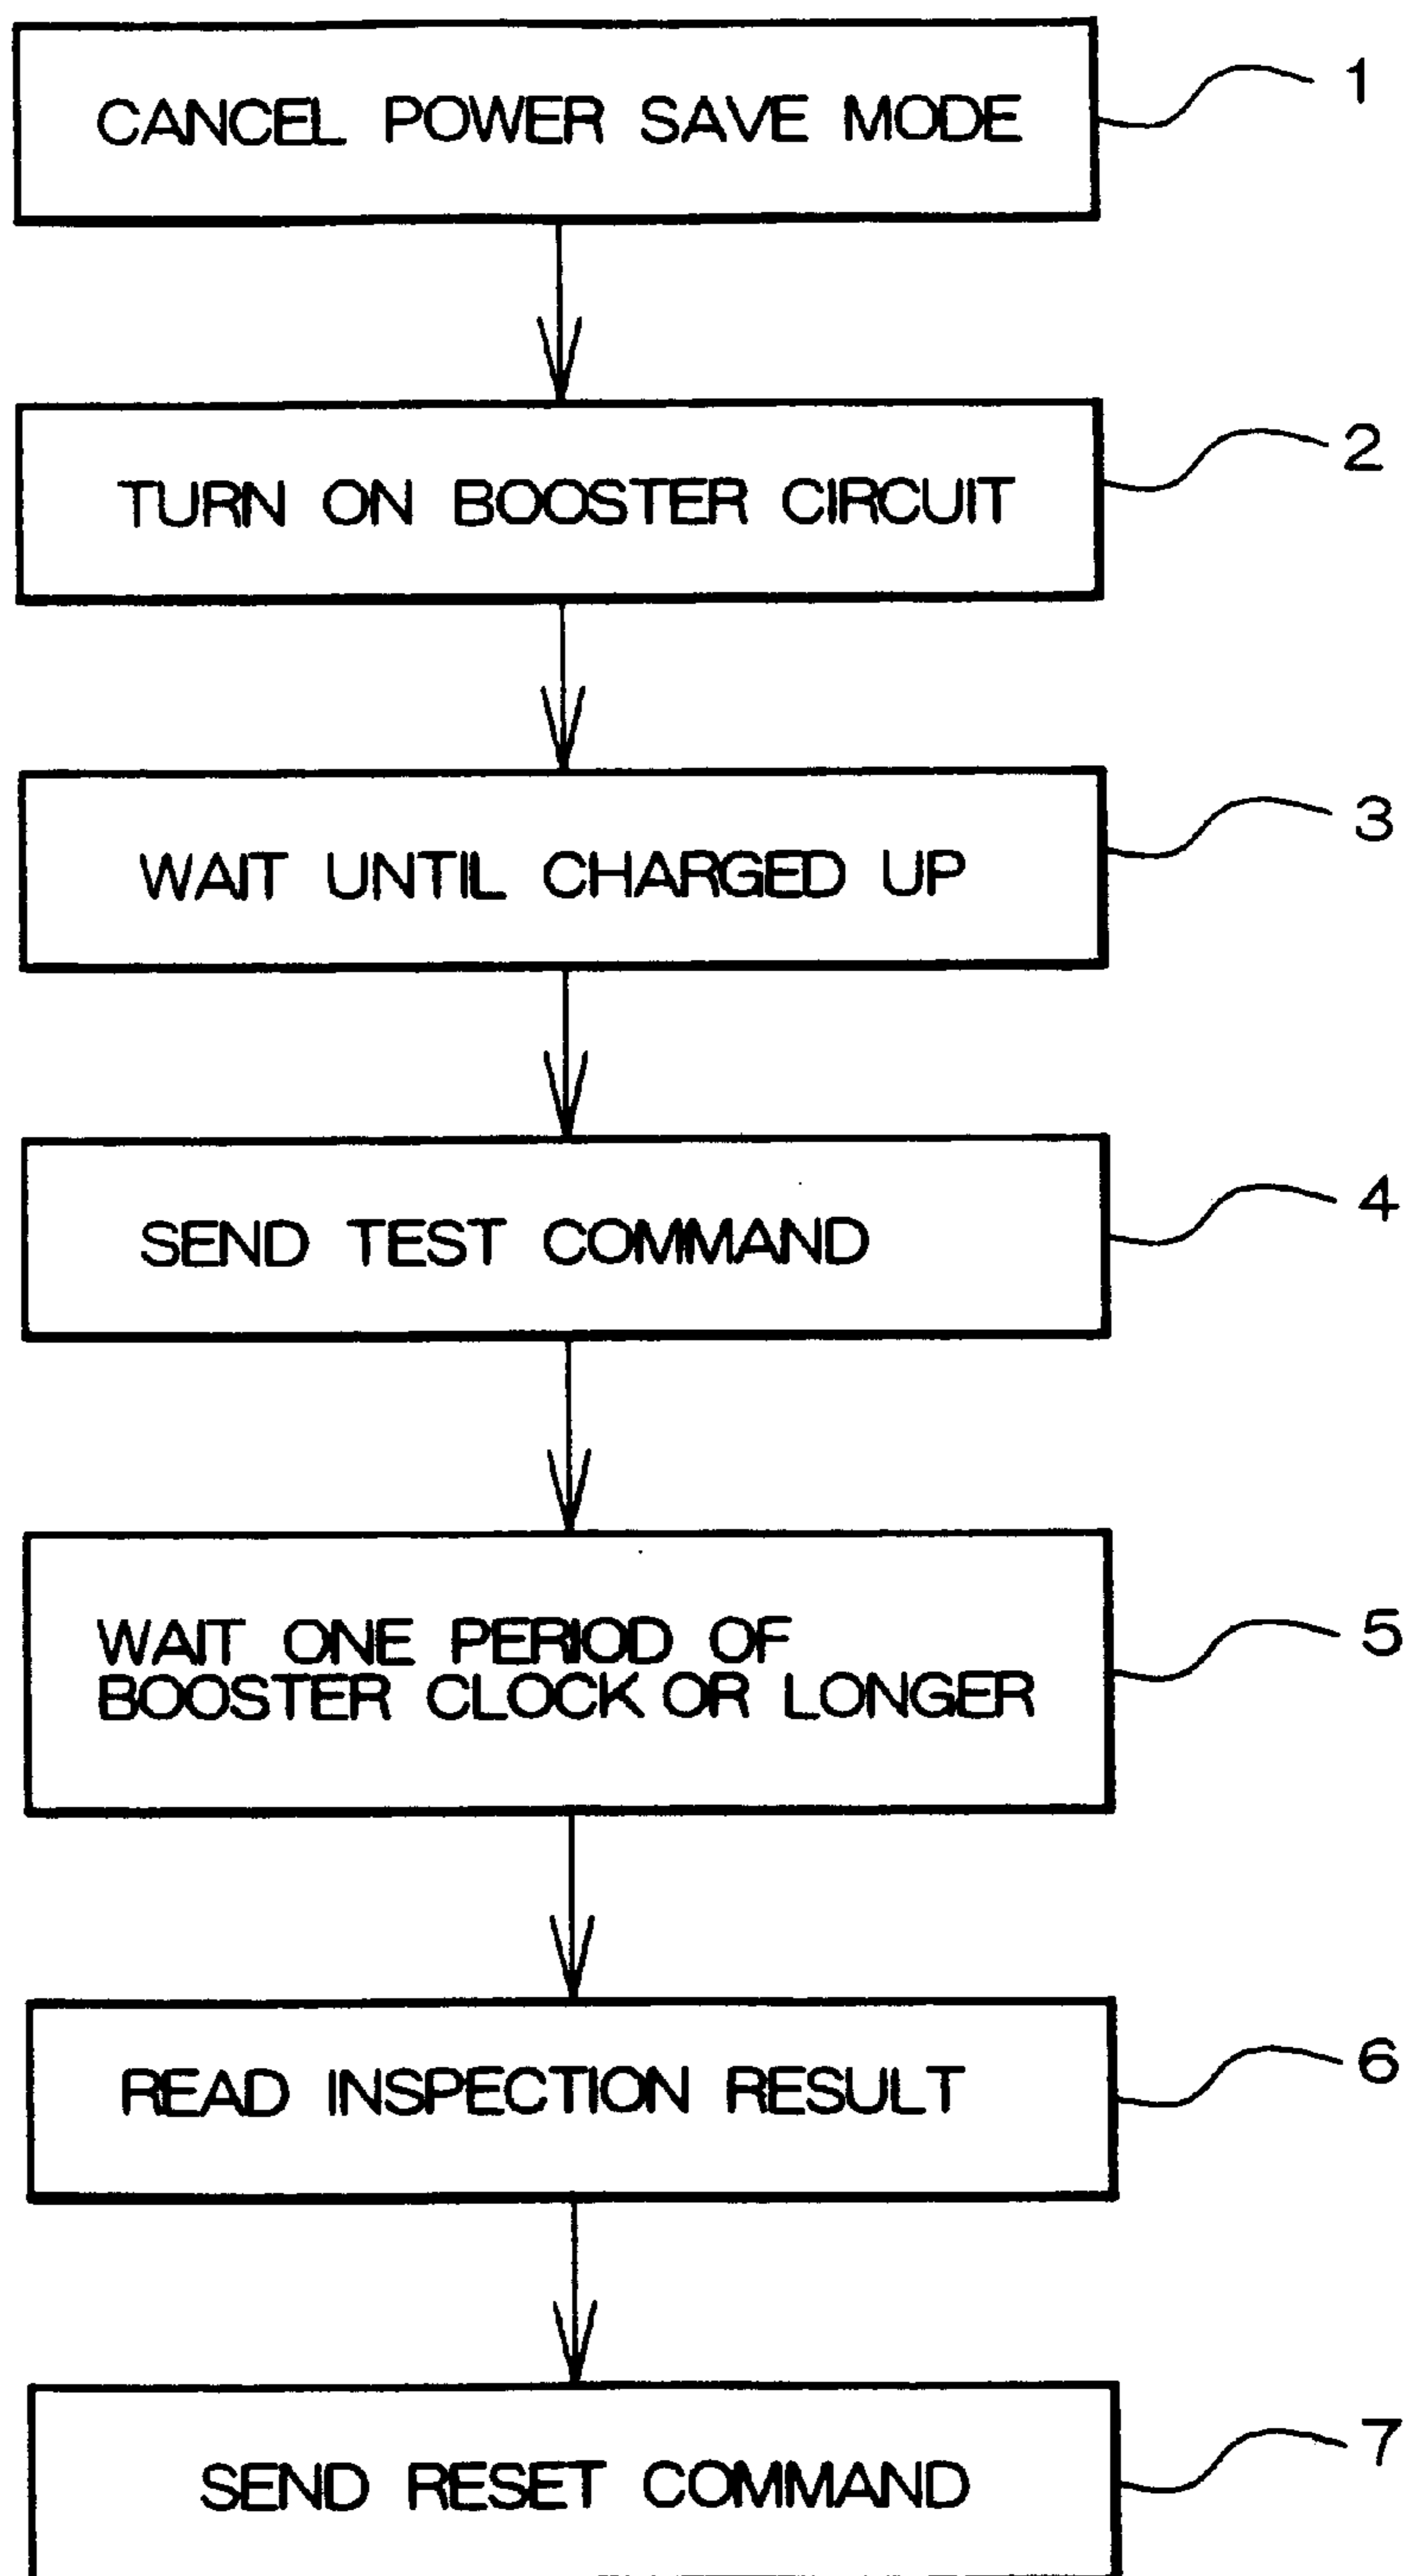 CANCEL POWER SAVE MODE
1
TURN ON BOOSTER CIRCUIT
2
WAIT UNTIL CHARGED UP
3
SEND TEST COMMAND
4
WAIT ONE PERIOD OF
BOOSTER CLOCK OR LONGER
5
READ INSPECTION RESULT
6
SEND RESET COMMAND
7